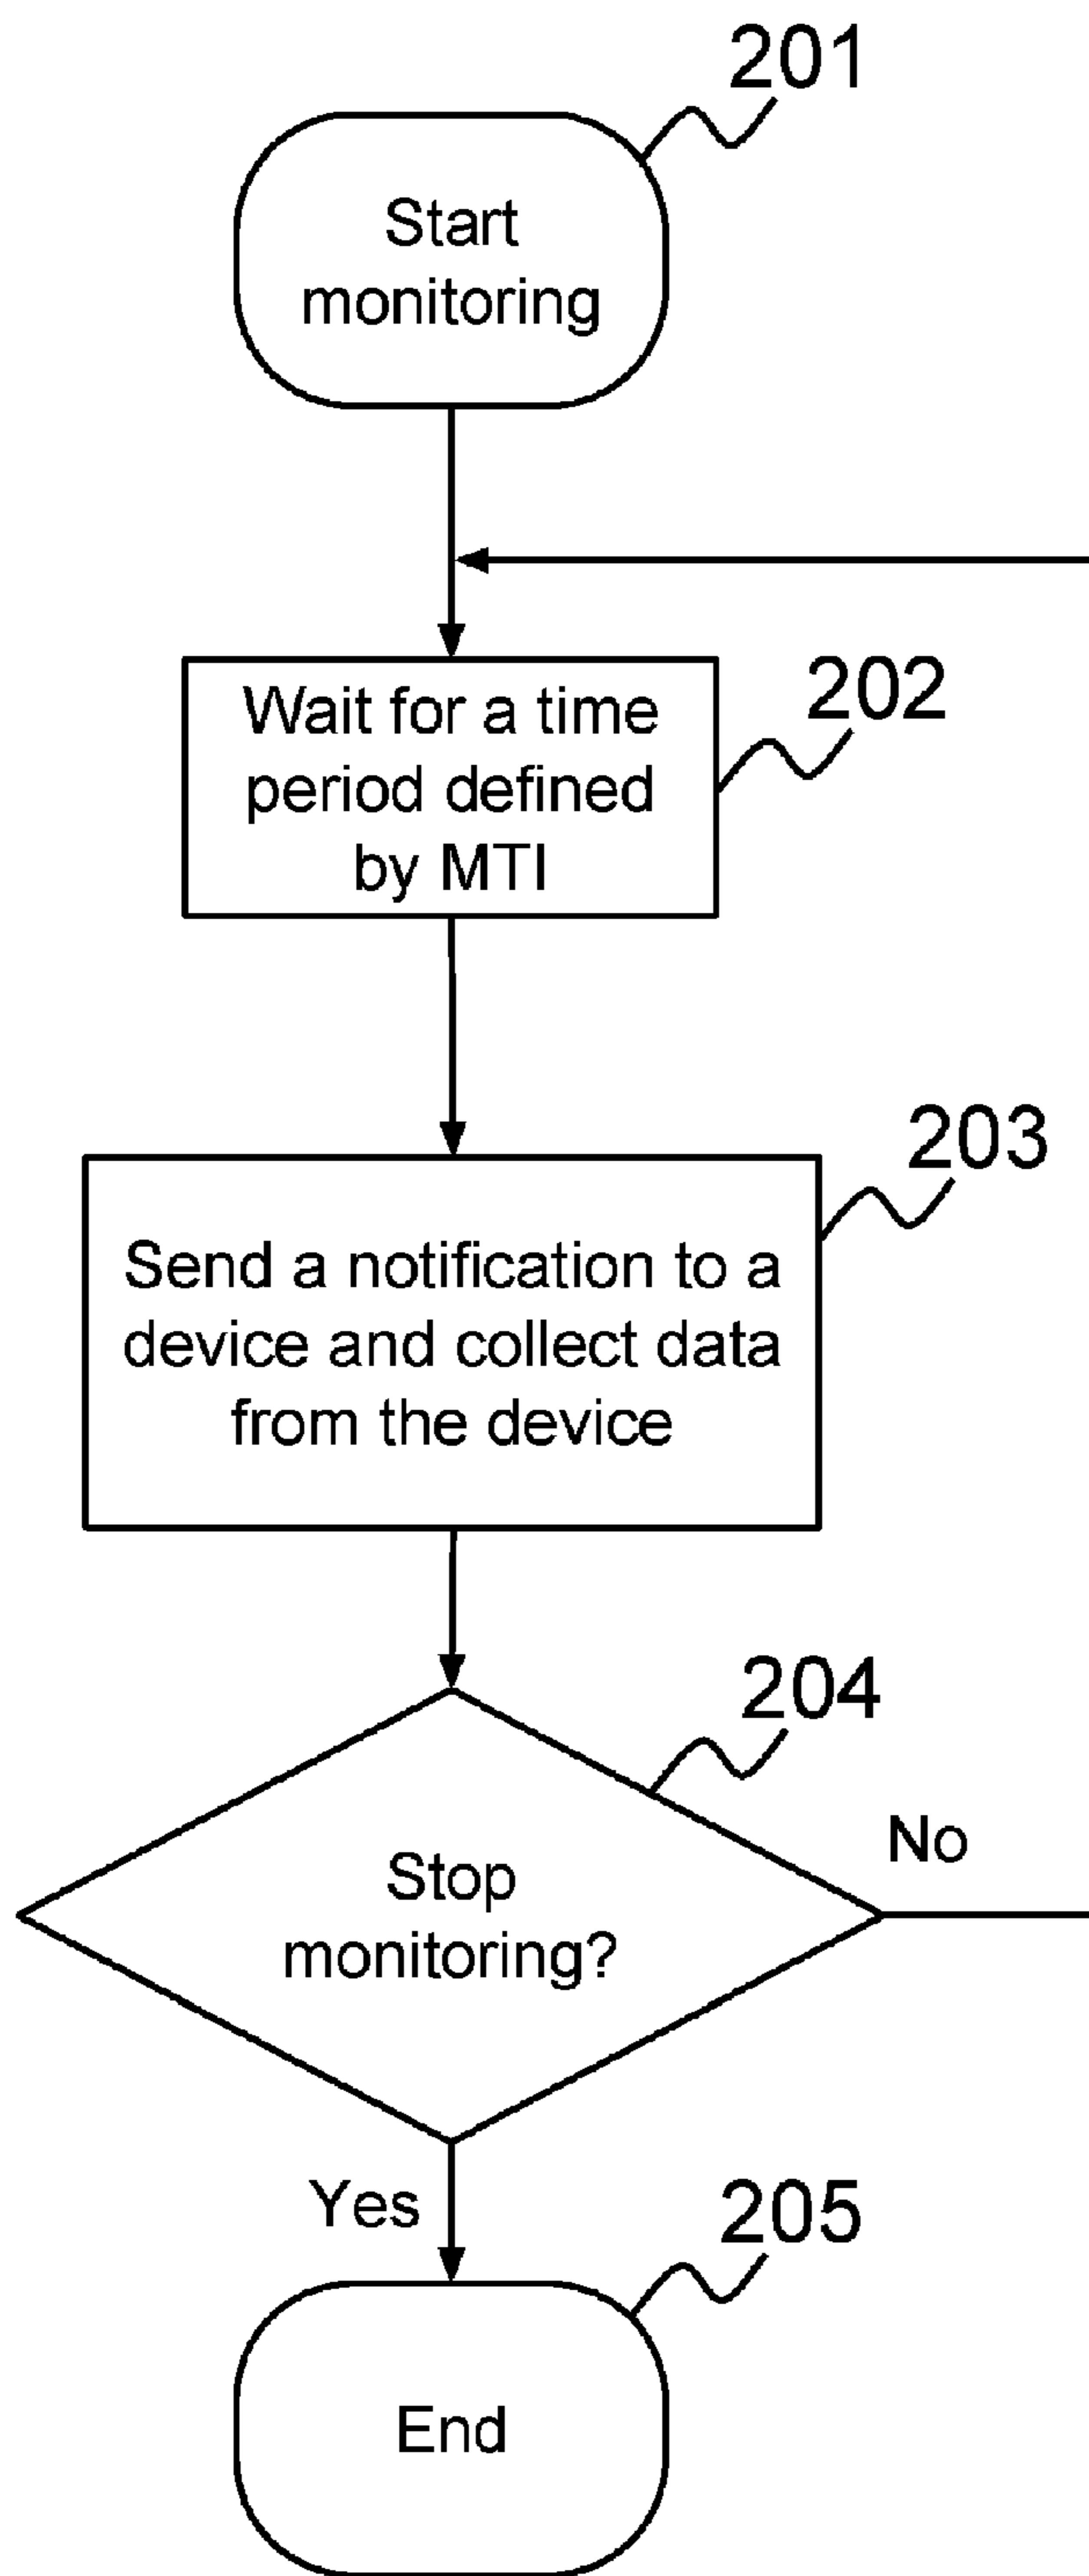 201
Start
monitoring
202
Wait for a time
period defined
by MTI
203
Send a notification to a
device and collect data
from the device
204
Stop
monitoring?
No
Yes
205
End